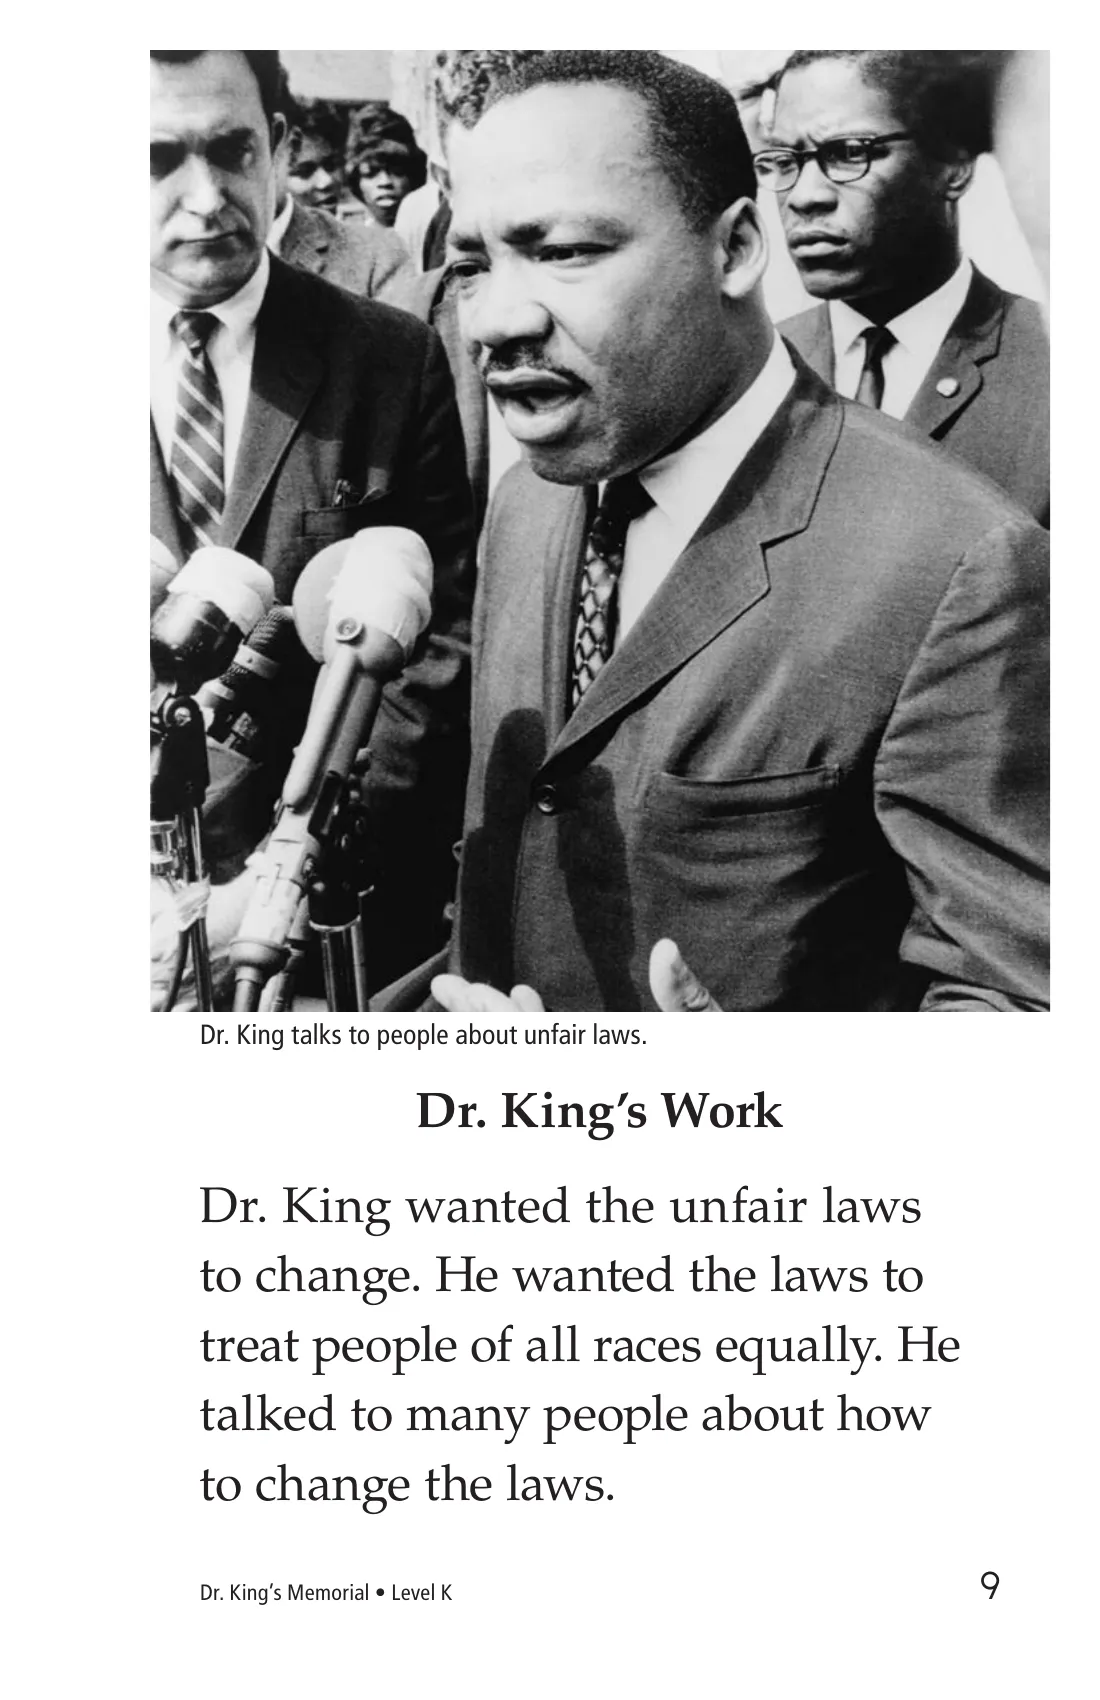 Dr. King talks to people about unfair laws.
Dr. King’s Work
Dr. King wanted the unfair laws
to change. He wanted the laws to
treat people of all races equally. He
talked to many people about how
to change the laws.
Dr. King’s Memorial • Level K
9